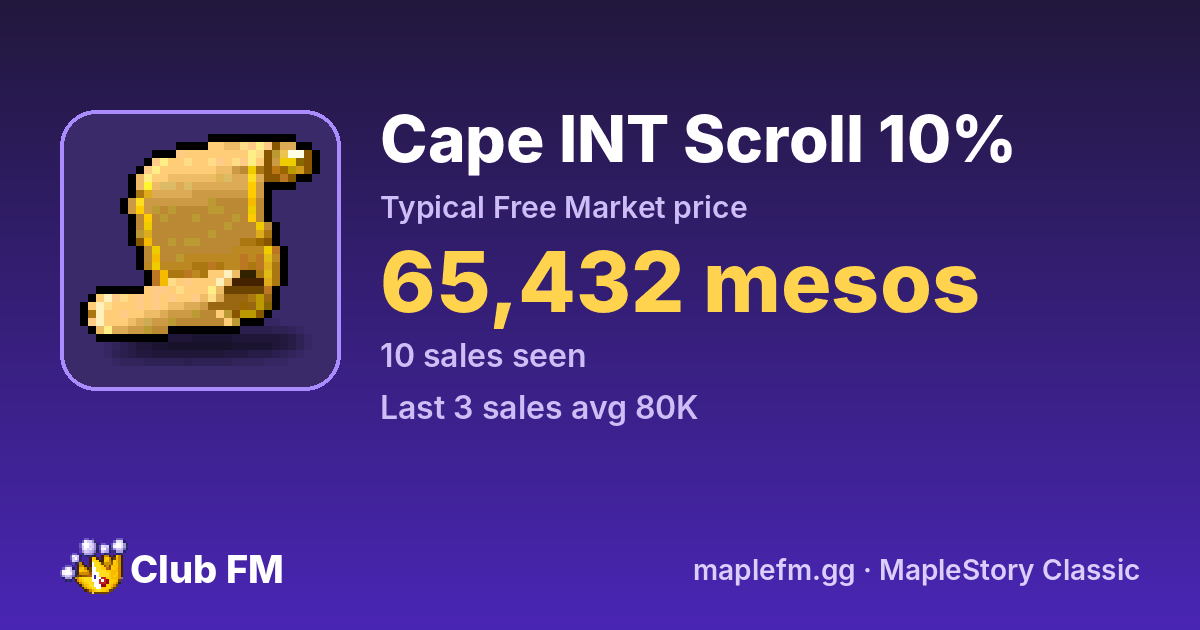 Cape INT Scroll 10%
Typical Free Market price
65,432 mesos
10 sales seen
Last 3 sales avg 80K
Club FM
maplefm.gg · MapleStory Classic